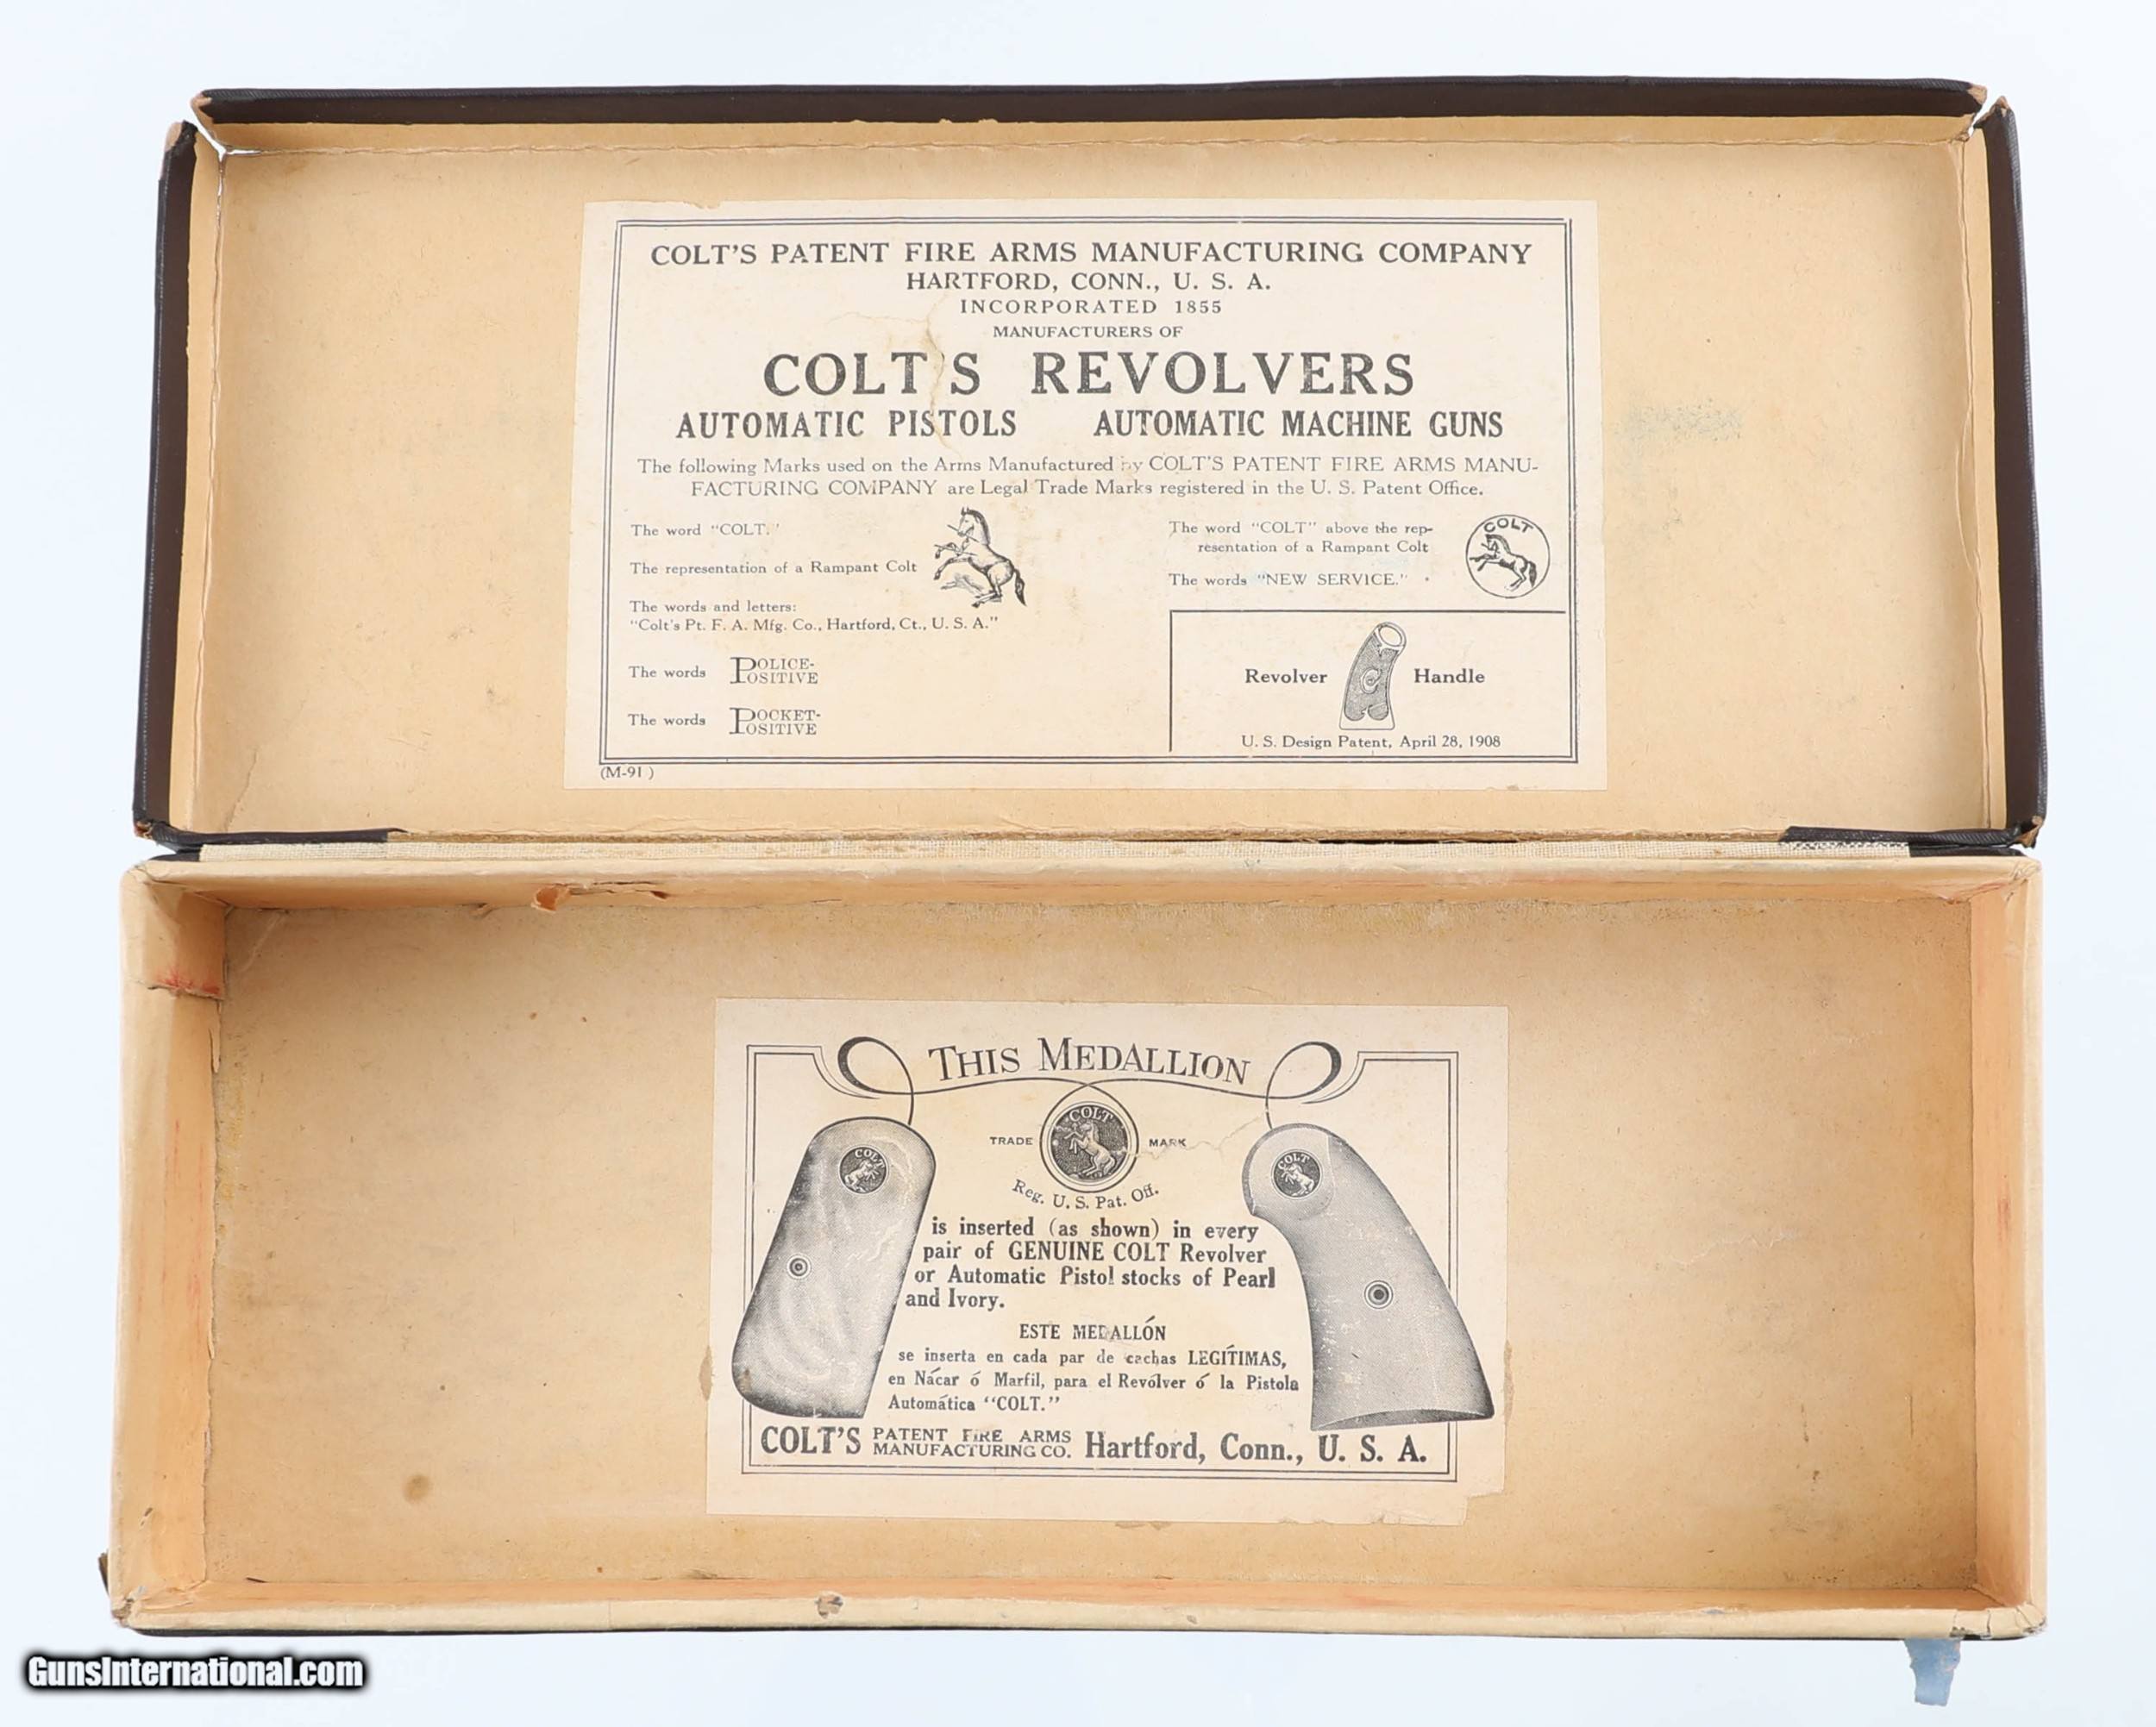 COLT'S PATENT FIRE ARMS MANUFACTURING COMPANY
HARTFORD, CONN., U. S. A.
INCORPORATED 1855
MANUFACTURERS OF
COLT'S REVOLVERS
AUTOMATIC PISTOLS AUTOMATIC MACHINE GUNS
The following Marks used on the Arms Manufactured by COLT'S PATENT FIRE ARMS MANU-
FACTURING COMPANY are Legal Trade Marks registered in the U. S. Patent Office.
The word "COLT."
The representation of a Rampant Colt
The words and letters:
"Colt's Pt. F. A. Mfg. Co., Hartford, Ct., U. S. A."
The words POLICE-
POSITIVE
The words POCKET-
POSITIVE
The word "COLT" above the rep-
resentation of a Rampant Colt
The words "NEW SERVICE."
COLT
Revolver Handle
U. S. Design Patent, April 28, 1908
(M-91)
THIS MEDALLION
COLT
TRADE MARK
Reg. U. S. Pat. Off.
COLT
COLT
is inserted (as shown) in every
pair of GENUINE COLT Revolver
or Automatic Pistol stocks of Pearl
and Ivory.
ESTE MEDALLÓN
se inserta en cada par de cachas LEGÍTIMAS,
en Nácar ó Marfil, para el Revólver ó la Pistola
Automática "COLT."
COLT'S PATENT FIRE ARMS
MANUFACTURING CO. Hartford, Conn., U. S. A.
GunsInternational.com